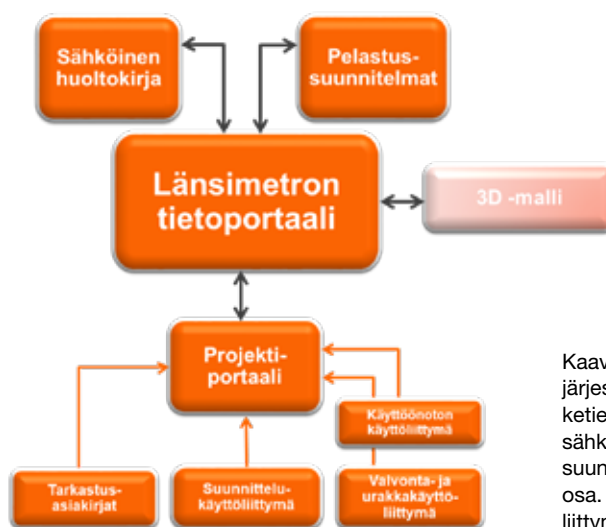 Sähköinen
huoltokirja
Pelastus-
suunnitelmat
Länsimetron
tietoportaali
3D -malli
Projekti-
portaali
Käyttöönoton
käyttöliittymä
Tarkastus-
asiakirjat
Suunnittelu-
käyttöliittymä
Valvonta- ja
urakkakäyttö-
liittymä
Kaav
järjes
ketie
sähk
suun
osa.
liittyn